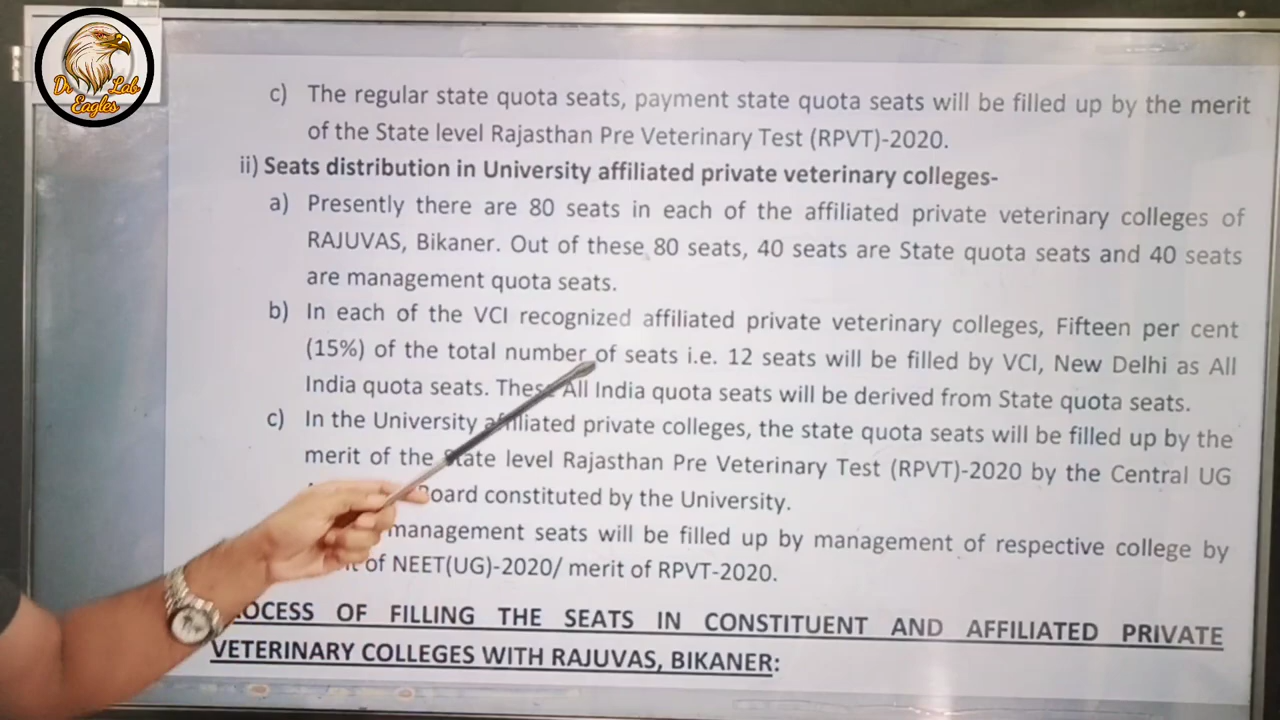 Dr Lab
Eagles
c) The regular state quota seats, payment state quota seats will be filled up by the merit
of the State level Rajasthan Pre Veterinary Test (RPVT)-2020.
ii) Seats distribution in University affiliated private veterinary colleges-
a) Presently there are 80 seats in each of the affiliated private veterinary colleges of
RAJUVAS, Bikaner. Out of these 80 seats, 40 seats are State quota seats and 40 seats
are management quota seats.
b) In each of the VCI recognized affiliated private veterinary colleges, Fifteen per cent
(15%) of the total number of seats i.e. 12 seats will be filled by VCI, New Delhi as All
India quota seats. These All India quota seats will be derived from State quota seats.
c) In the University affiliated private colleges, the state quota seats will be filled up by the
merit of the State level Rajasthan Pre Veterinary Test (RPVT)-2020 by the Central UG
Board constituted by the University.
management seats will be filled up by management of respective college by
of NEET(UG)-2020/ merit of RPVT-2020.
OCESS OF FILLING THE SEATS IN CONSTITUENT AND AFFILIATED PRIVATE
VETERINARY COLLEGES WITH RAJUVAS, BIKANER: